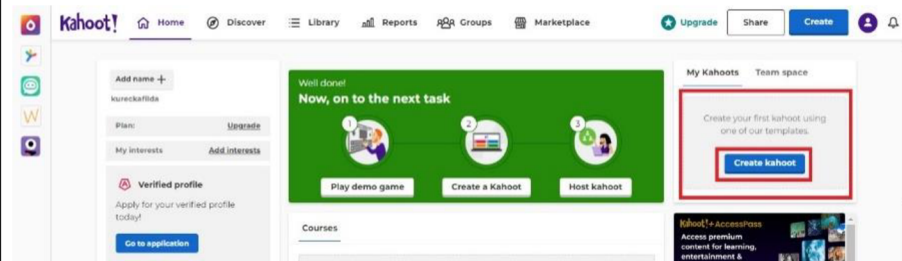 Kahoot! Home Discover Library Reports Groups Marketplace Upgrade Share Create
Add name +
kureckafilda
Plan: Upgrade
My interests Add interests
Verified profile
Apply for your verified profile
today!
Go to application
Well done!
Now, on to the next task
1 2 3
Play demo game Create a Kahoot Host kahoot
Courses
My Kahoots Team space
Create your first kahoot using
one of our templates.
Create kahoot
Kahoot!+ AccessPass
Access premium
content for learning,
entertainment &
W